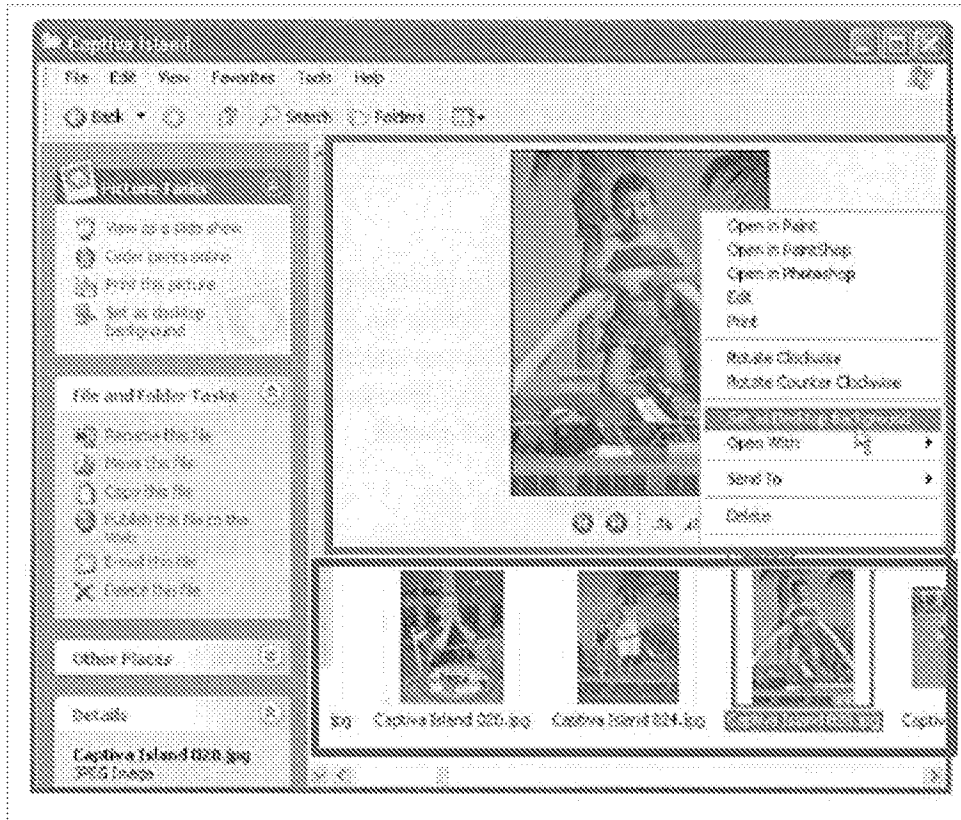 Captiva Island
File Edit View Favorites Tools Help
Back Search Folders
Picture Tasks
View as a slide show
Order prints online
Print this picture
Set as desktop
background
File and Folder Tasks
Rename this file
Move this file
Copy this file
Publish this file to the
Web
E-mail this file
Delete this file
Other Places
Details
Captiva Island 028.jpg
JPEG Image
Open in Paint
Open in PaintShop
Open in Photoshop
Edit
Print
Rotate Clockwise
Rotate Counter Clockwise
Open With
Send To
Delete
jpg Captiva Island 020.jpg Captiva Island 024.jpg Captiv